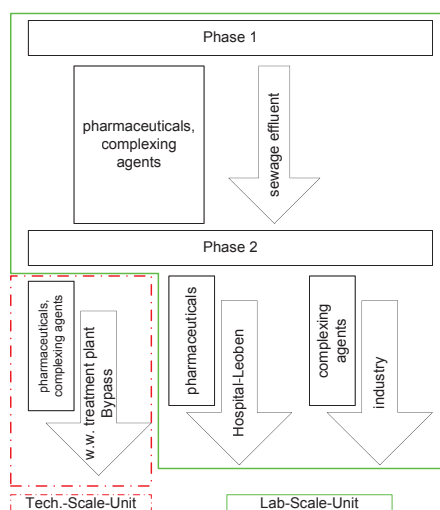 Phase 1
pharmaceuticals,
complexing
agents
sewage effluent
Phase 2
pharmaceuticals,
complexing agents
w.w. treatment plant
Bypass
pharmaceuticals
Hospital-Leoben
complexing
agents
industry
Tech.-Scale-Unit
Lab-Scale-Unit